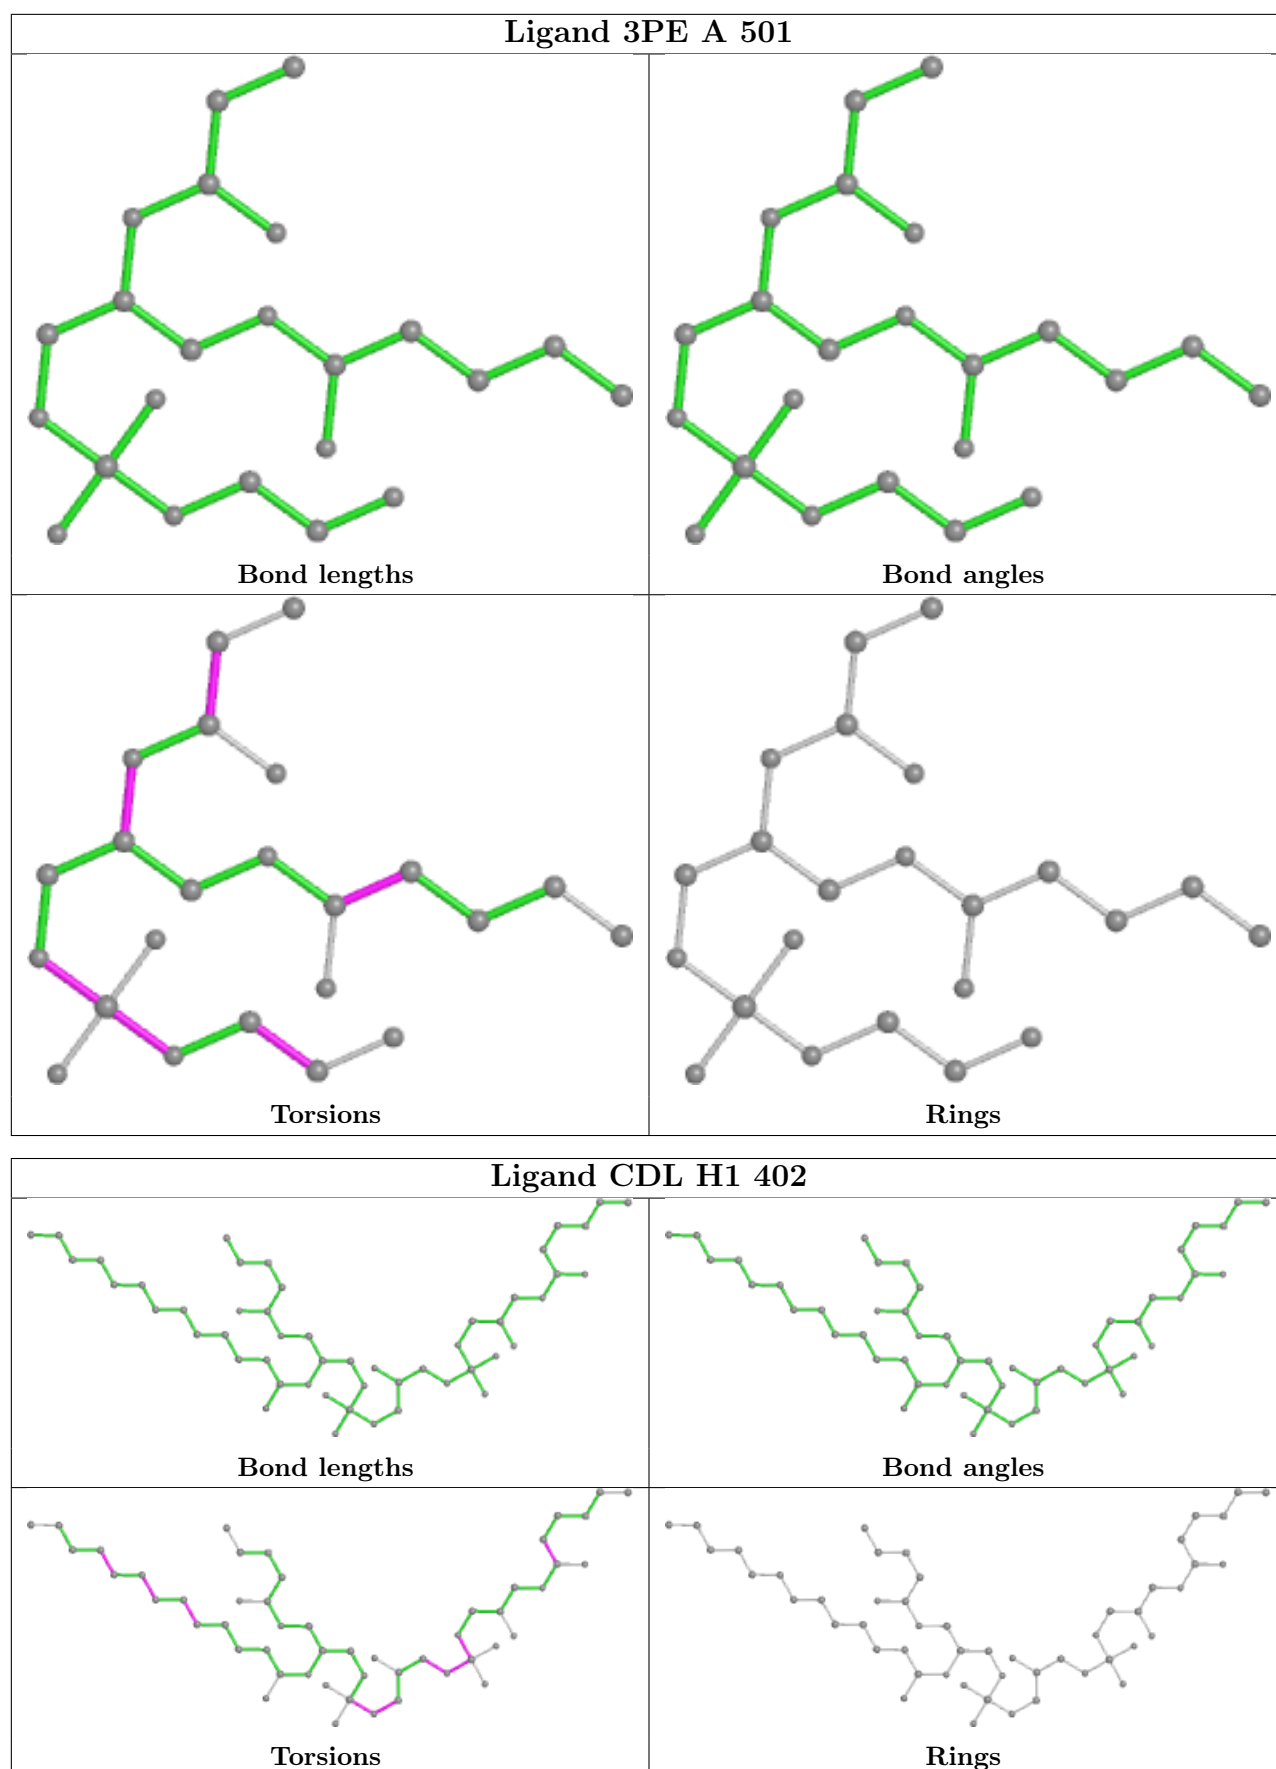 Ligand 3PE A 501
Bond lengths
Bond angles
Torsions
Rings
Ligand CDL H1 402
Bond lengths
Bond angles
Torsions
Rings